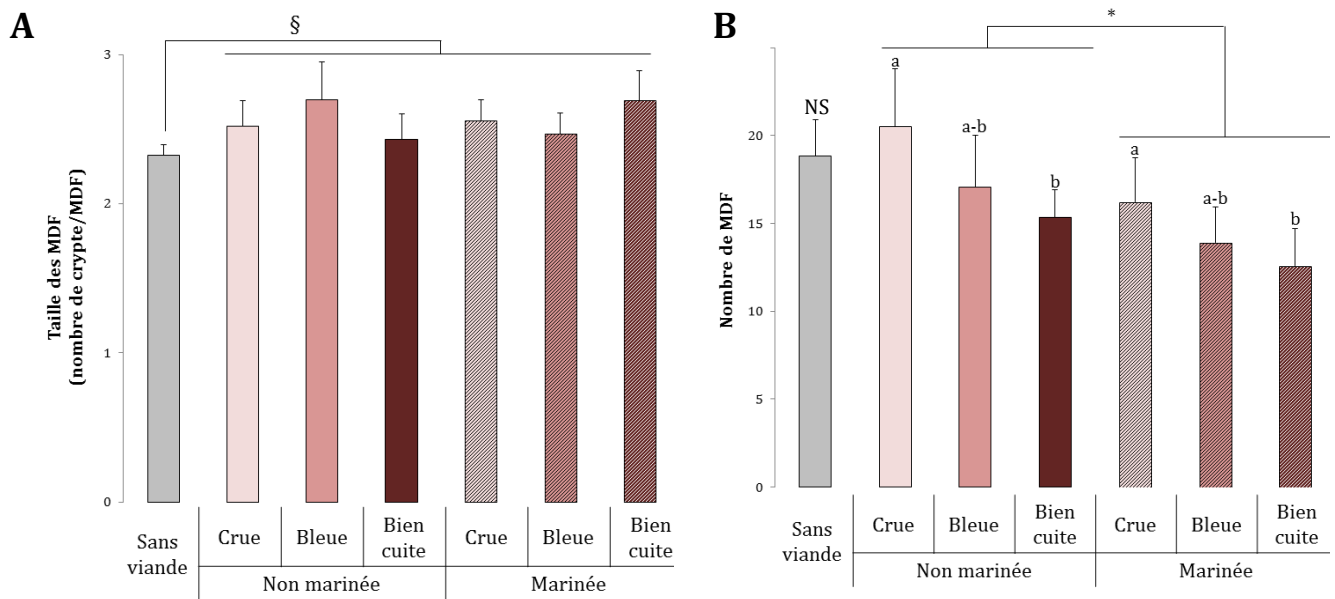 A
§
3
2
1
0
Taille des MDF
(nombre de crypte/MDF)
Sans
viande
Crue
Bleue
Bien
cuite
Crue
Bleue
Bien
cuite
Non marinée
Marinée
B
*
NS
a
a-b
b
a
a-b
b
20
15
10
5
0
Nombre de MDF
Sans
viande
Crue
Bleue
Bien
cuite
Crue
Bleue
Bien
cuite
Non marinée
Marinée